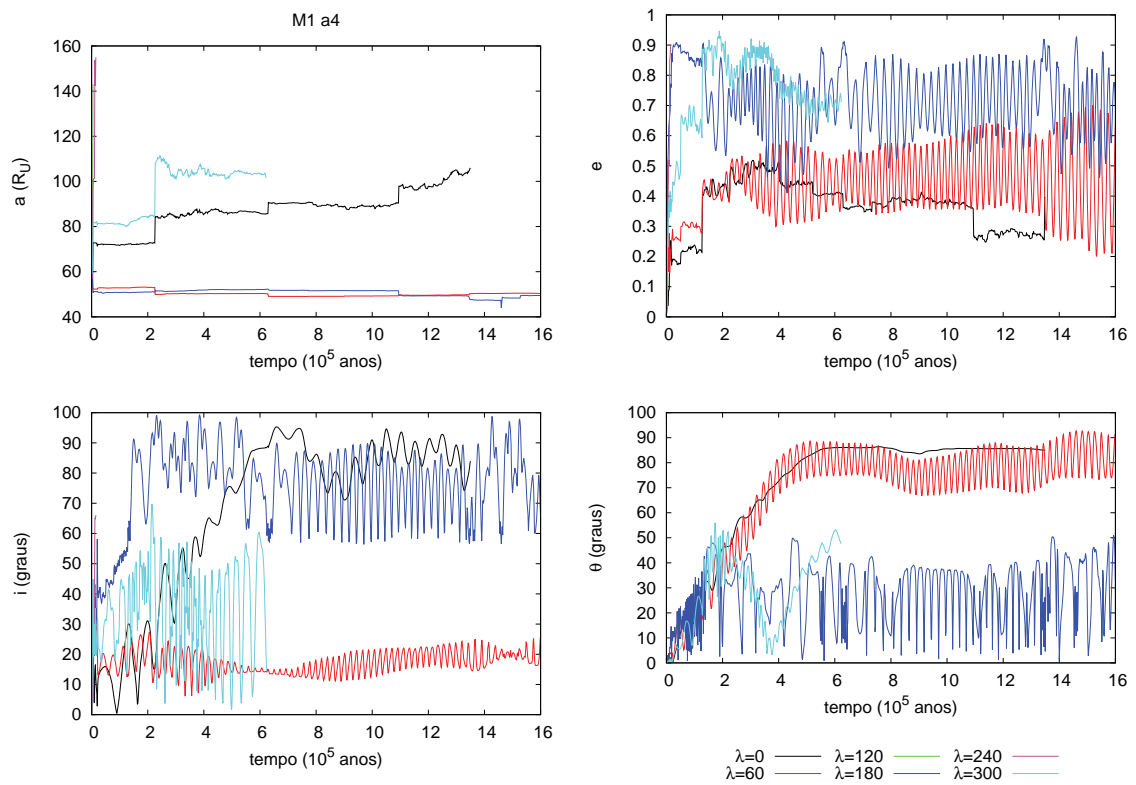 M1 a4
160
140
120
100
80
60
40
a (R_U)
0 2 4 6 8 10 12 14 16
tempo (10^5 anos)
1
0.9
0.8
0.7
0.6
0.5
0.4
0.3
0.2
0.1
0
e
0 2 4 6 8 10 12 14 16
tempo (10^5 anos)
100
90
80
70
60
50
40
30
20
10
0
i (graus)
0 2 4 6 8 10 12 14 16
tempo (10^5 anos)
100
90
80
70
60
50
40
30
20
10
0
θ (graus)
0 2 4 6 8 10 12 14 16
tempo (10^5 anos)
λ=0 λ=120 λ=240
λ=60 λ=180 λ=300